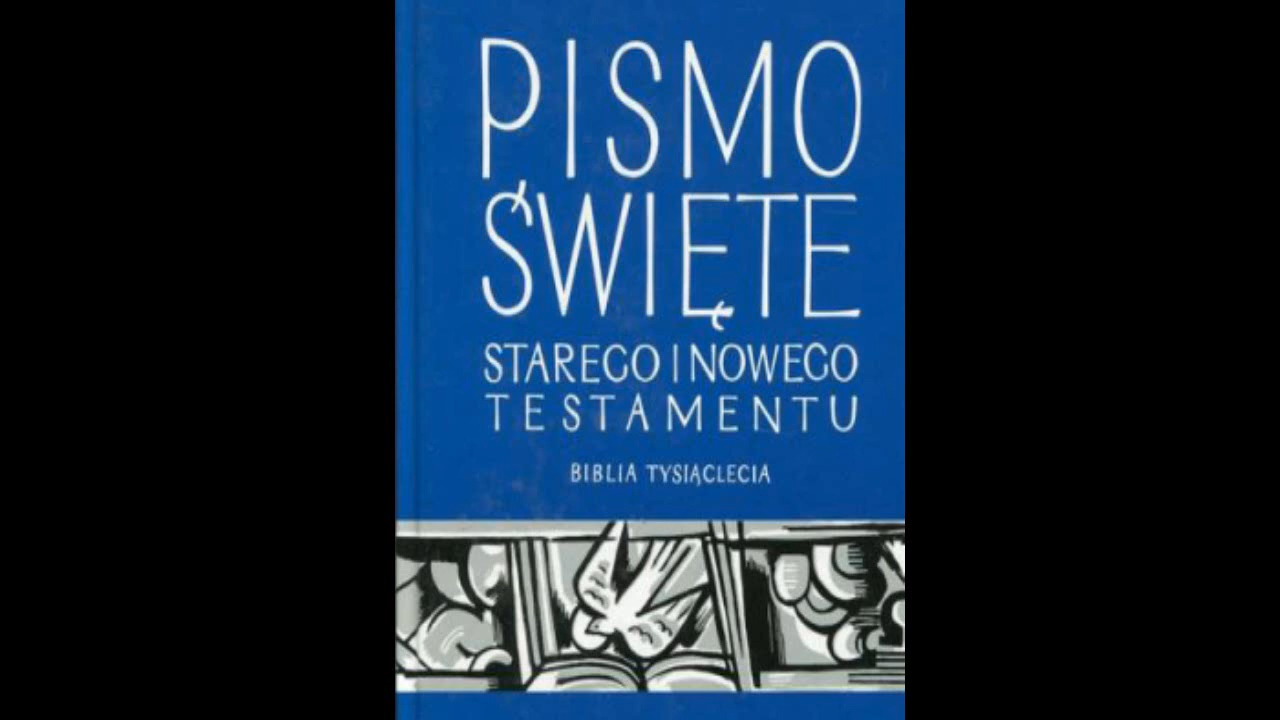 PISMO
ŚWIĘTE
STAREGO I NOWEGO
TESTAMENTU
BIBLIA TYSIĄCLECIA